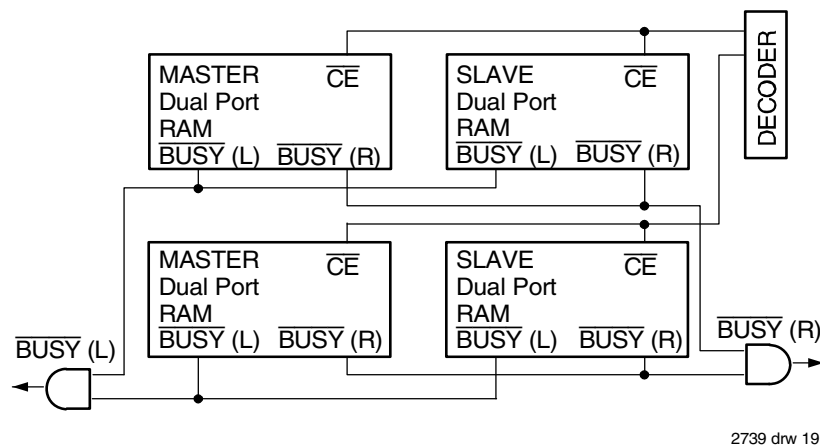 MASTER
Dual Port
RAM
CE
BUSY (L) BUSY (R)
SLAVE
Dual Port
RAM
CE
BUSY (L) BUSY (R)
DECODER
MASTER
Dual Port
RAM
CE
BUSY (L) BUSY (R)
SLAVE
Dual Port
RAM
CE
BUSY (L) BUSY (R)
BUSY (L)
BUSY (R)
2739 drw 19